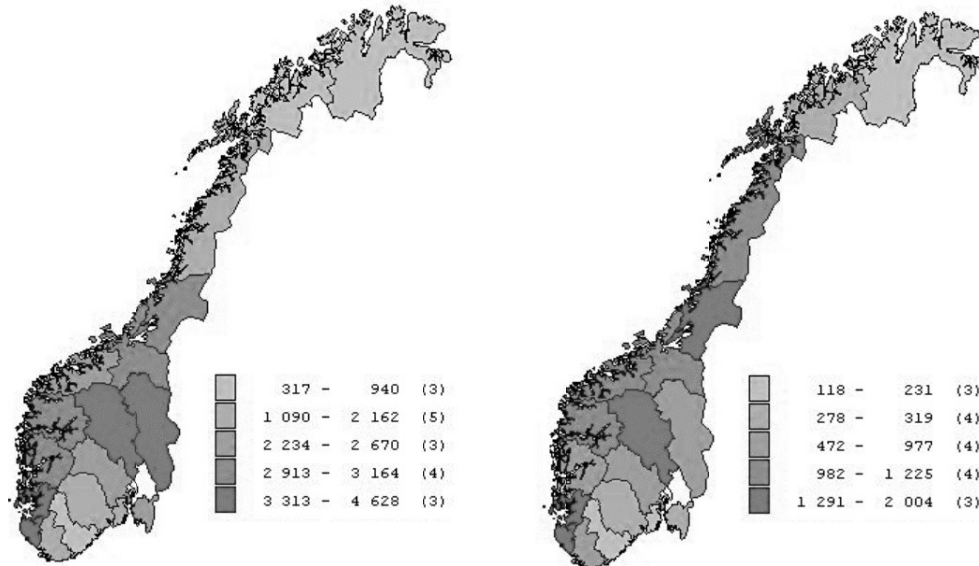 317 - 940 (3)
1 090 - 2 162 (5)
2 234 - 2 670 (3)
2 913 - 3 164 (4)
3 313 - 4 628 (3)
118 - 231 (3)
278 - 319 (4)
472 - 977 (4)
982 - 1 225 (4)
1 291 - 2 004 (3)